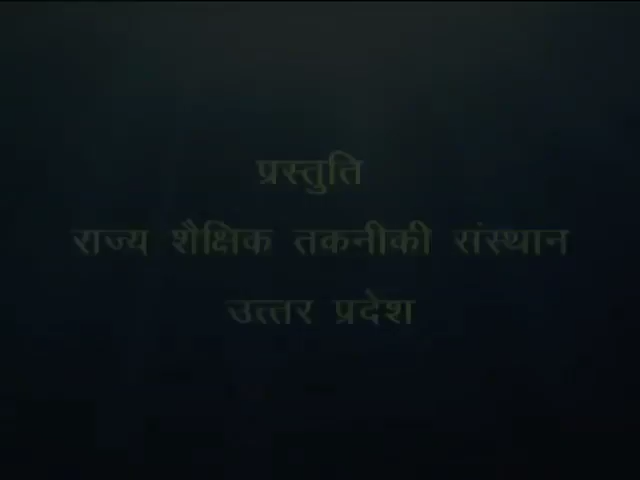 प्रस्तुति
राज्य शैक्षिक तकनीकी संस्थान
उत्तर प्रदेश